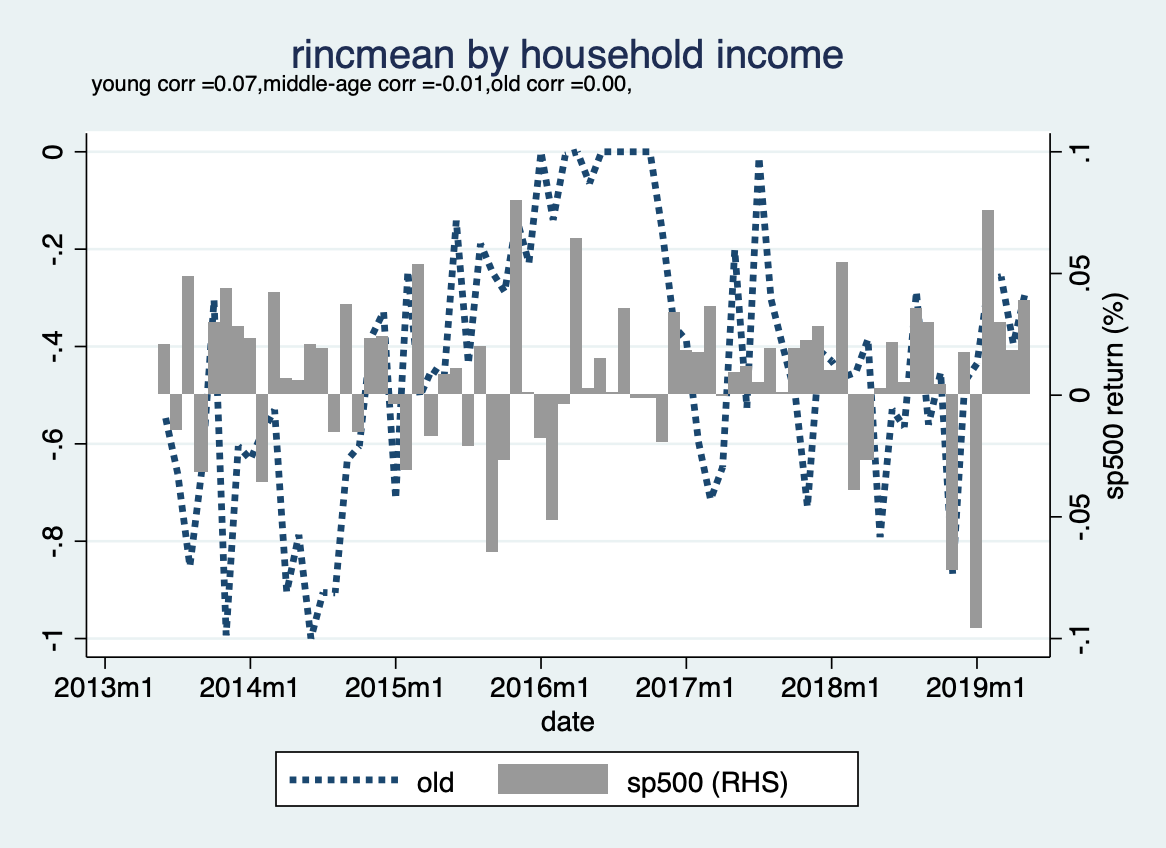 rincmean by household income
young corr =0.07,middle-age corr =-0.01,old corr =0.00,
0
-.2
-.4
-.6
-.8
-1
.1
.05
0
-.05
-.1
sp500 return (%)
2013m1 2014m1 2015m1 2016m1 2017m1 2018m1 2019m1
date
old sp500 (RHS)